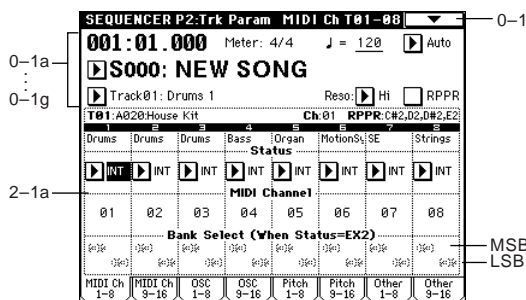 SEQUENCER P2:Trk Param MIDI Ch T01-08
0-1
001:01.000 Meter: 4/4 ♩ = 120 Auto
0-1a
S000: NEW SONG
:
0-1g
Track01: Drums 1 Reso: Hi RPPR
T01:A020:House Kit Ch:01 RPPR:C#2,D2,D#2,E2
1 2 3 4 5 6 7 8
Drums Drums Drums Bass Organ MotionSy SE Strings
Status
INT INT INT INT INT INT INT INT
2-1a
MIDI Channel
01 02 03 04 05 06 07 08
Bank Select (When Status=EX2)
MSB
LSB
MIDI Ch 1-8 MIDI Ch 9-16 OSC 1-8 OSC 9-16 Pitch 1-8 Pitch 9-16 Other 1-8 Other 9-16